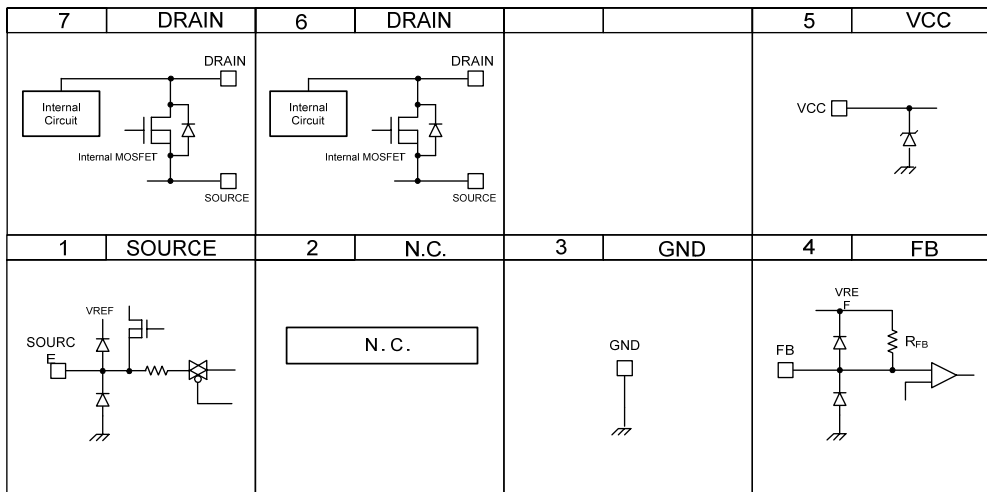 7 DRAIN 6 DRAIN 5 VCC
DRAIN
Internal
Circuit
Internal MOSFET
SOURCE
DRAIN
Internal
Circuit
Internal MOSFET
SOURCE
VCC
1 SOURCE 2 N.C. 3 GND 4 FB
VREF
SOURC
E
N. C.
GND
VRE
F
FB
RFB